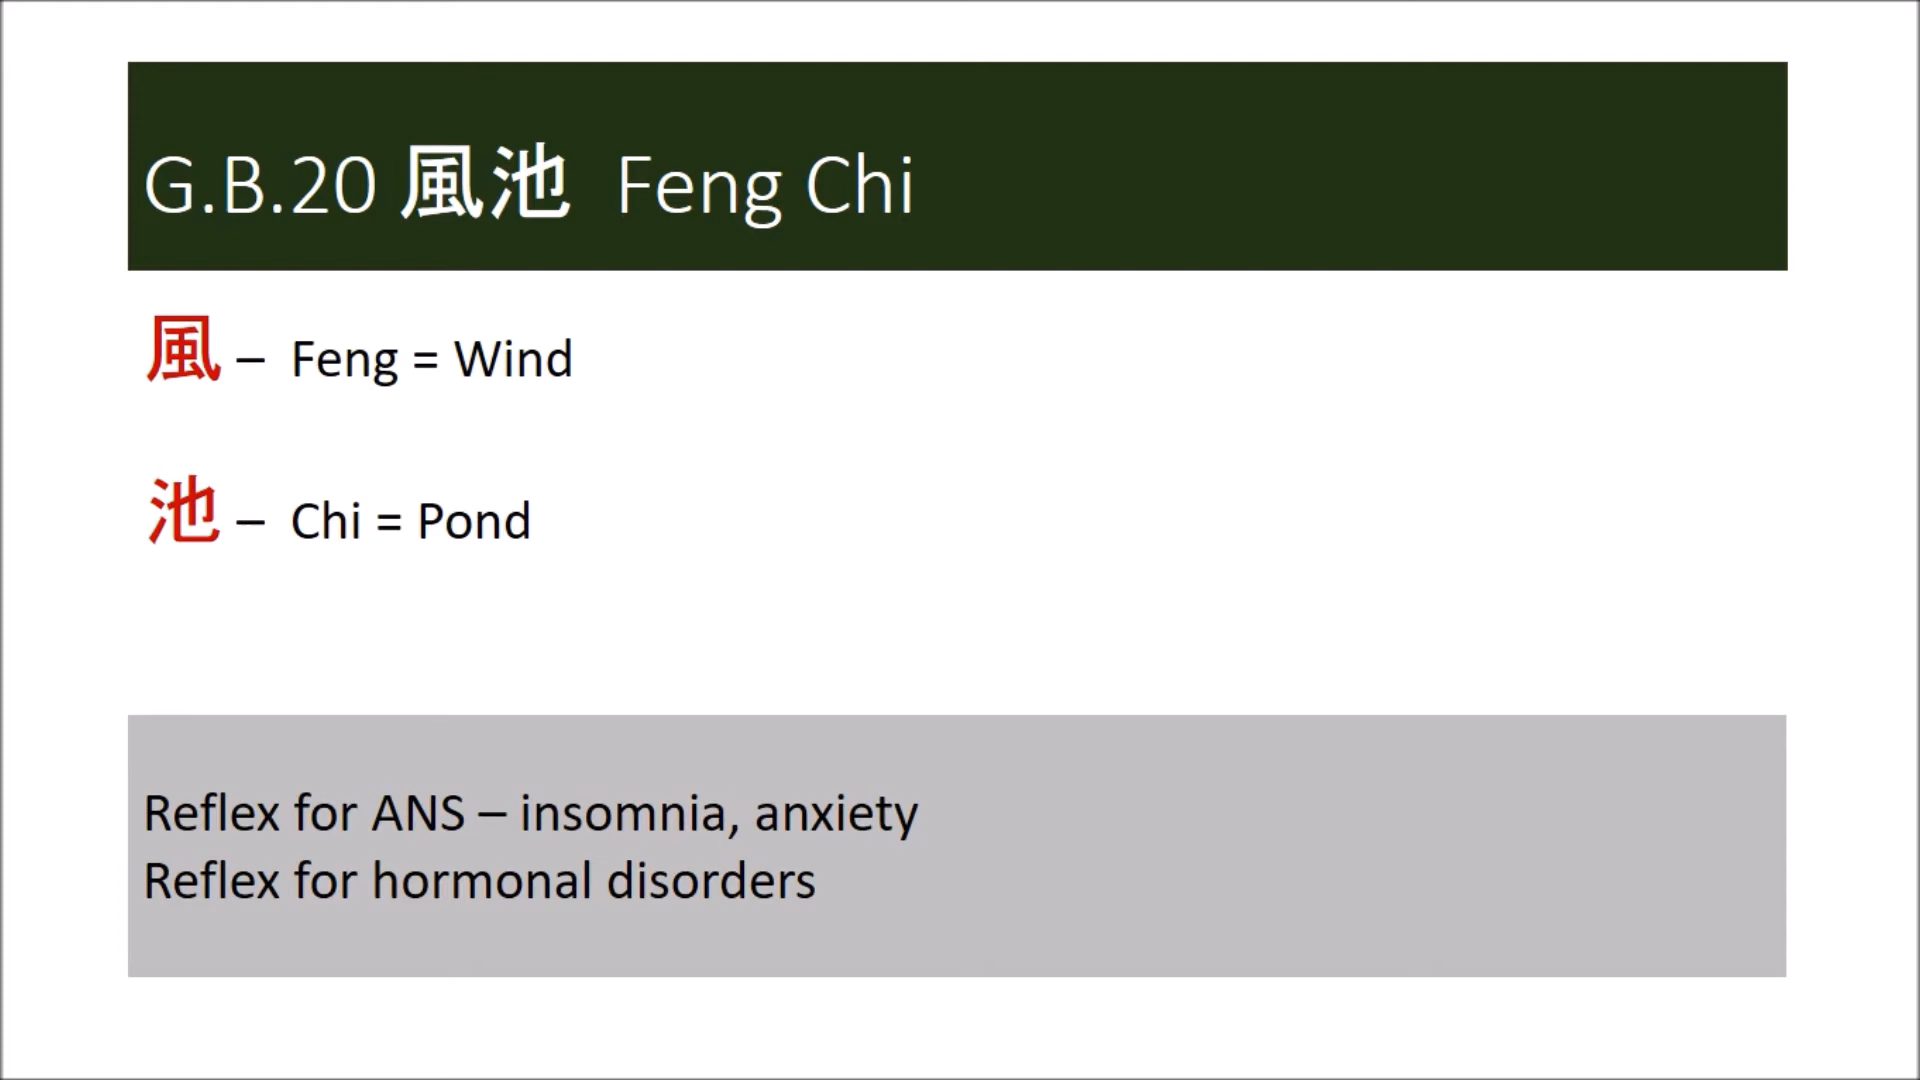 G.B.20 風池 Feng Chi
風 – Feng = Wind
池 – Chi = Pond
Reflex for ANS – insomnia, anxiety
Reflex for hormonal disorders